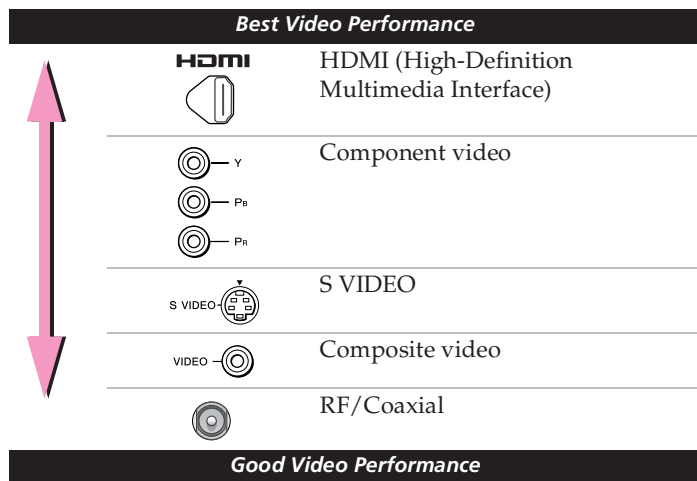 Best Video Performance
HDMI
HDMI (High-Definition
Multimedia Interface)
Y
PB
PR
Component video
S VIDEO
S VIDEO
VIDEO
Composite video
RF/Coaxial
Good Video Performance